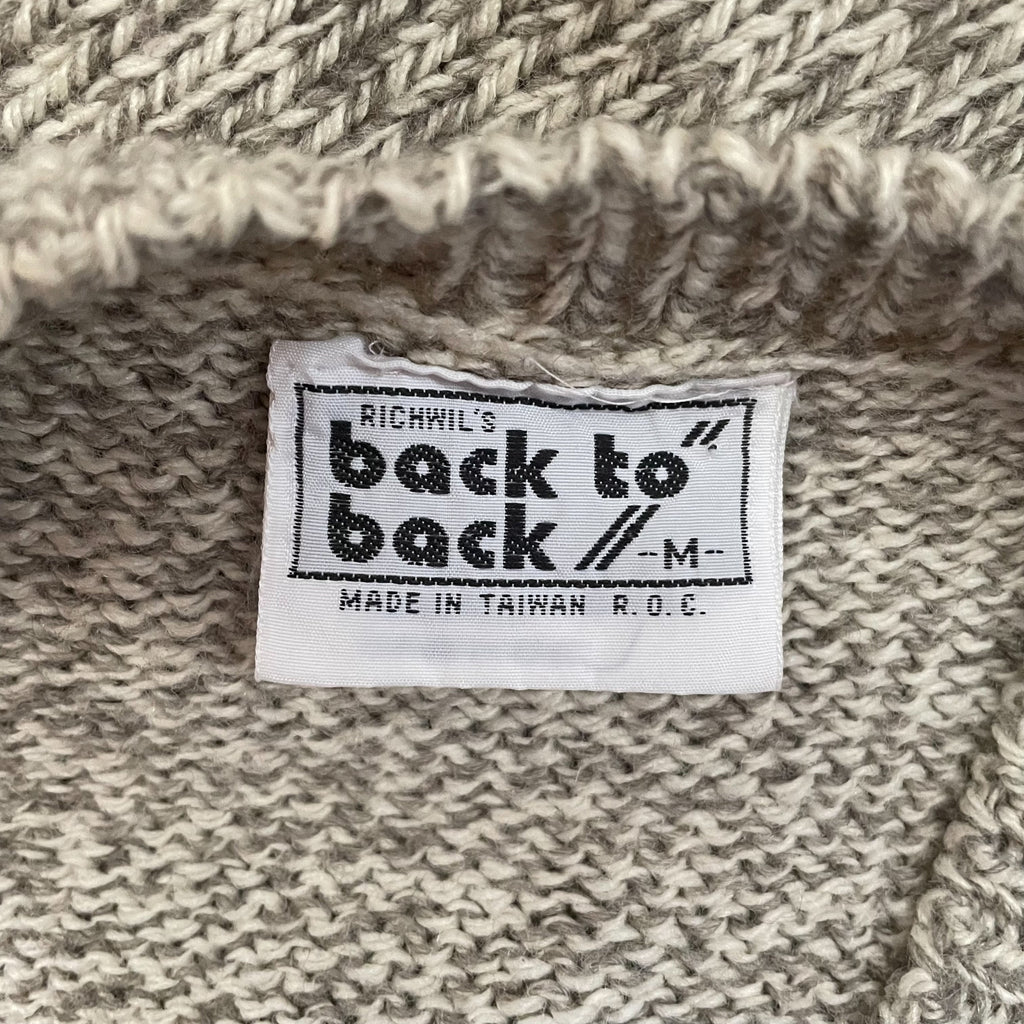 RICHWIL'S
back to
back -M-
MADE IN TAIWAN R.O.C.